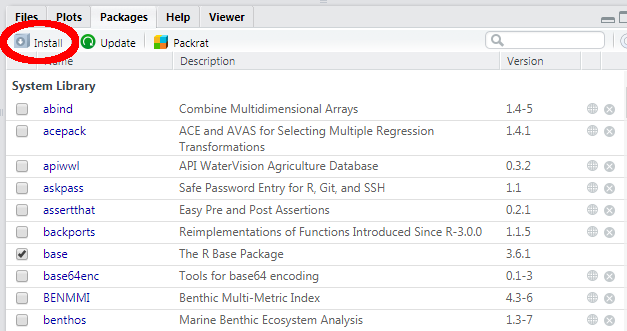 Files Plots Packages Help Viewer
Install Update Packrat
Name Description Version
System Library
abind Combine Multidimensional Arrays 1.4-5
acepack ACE and AVAS for Selecting Multiple Regression 1.4.1
Transformations
apiwwl API WaterVision Agriculture Database 0.3.2
askpass Safe Password Entry for R, Git, and SSH 1.1
assertthat Easy Pre and Post Assertions 0.2.1
backports Reimplementations of Functions Introduced Since R-3.0.0 1.1.5
base The R Base Package 3.6.1
base64enc Tools for base64 encoding 0.1-3
BENMMI Benthic Multi-Metric Index 4.3-6
benthos Marine Benthic Ecosystem Analysis 1.3-7